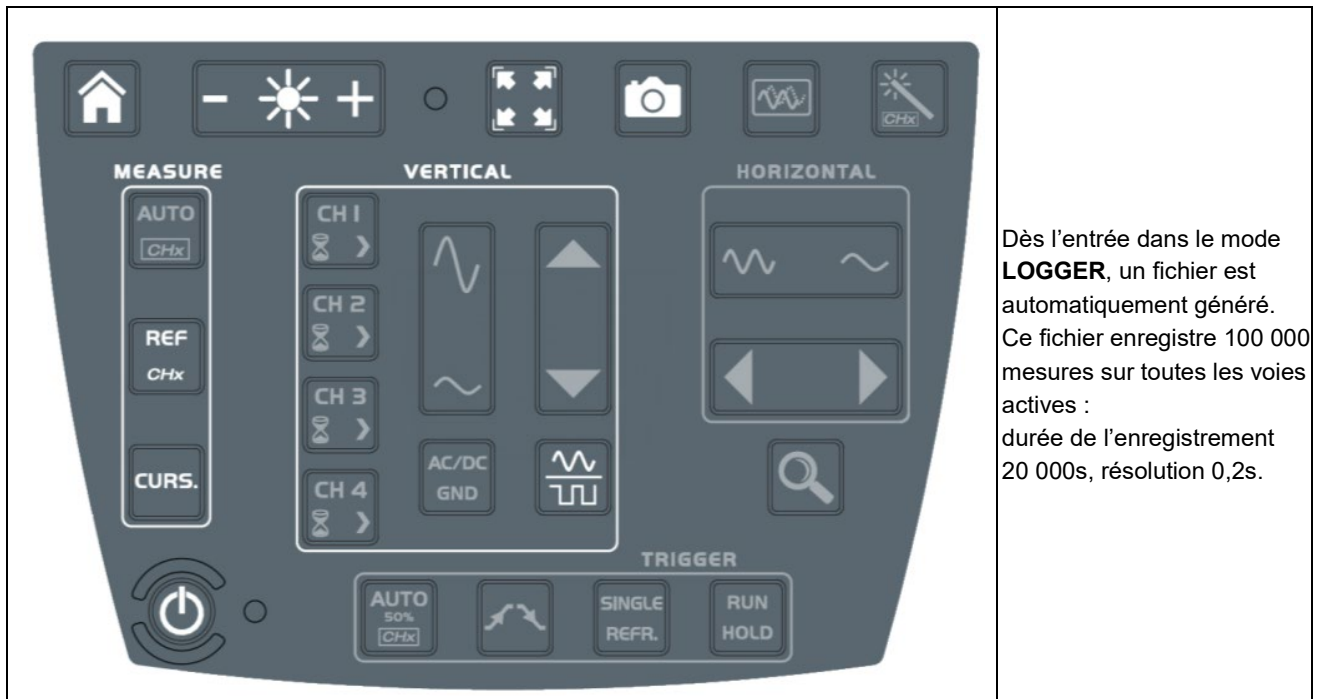 CHx
MEASURE
VERTICAL
HORIZONTAL
AUTO
CHx
REF
CHx
CURS.
CH 1
CH 2
CH 3
CH 4
AC/DC
GND
TRIGGER
AUTO
50%
CHx
SINGLE
REFR.
RUN
HOLD
Dès l'entrée dans le mode
LOGGER, un fichier est
automatiquement généré.
Ce fichier enregistre 100 000
mesures sur toutes les voies
actives :
durée de l'enregistrement
20 000s, résolution 0,2s.